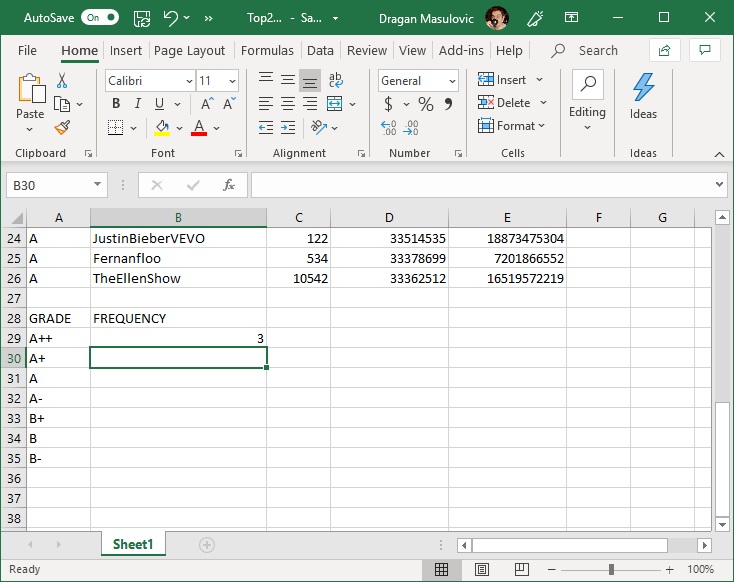 AutoSave On Top2... - Sa... Dragan Masulovic
File Home Insert Page Layout Formulas Data Review View Add-ins Help Search
Calibri 11 ab General Insert
Paste B I U A A $ % Delete Editing Ideas
A .00 .00 Format
Clipboard Font Alignment Number Cells Ideas
B30 fx
A B C D E F G
24 A JustinBieberVEVO 122 33514535 18873475304
25 A Fernanfloo 534 33378699 7201866552
26 A TheEllenShow 10542 33362512 16519572219
27
28 GRADE FREQUENCY
29 A++ 3
30 A+
31 A
32 A-
33 B+
34 B
35 B-
36
37
38
Sheet1
Ready 100%